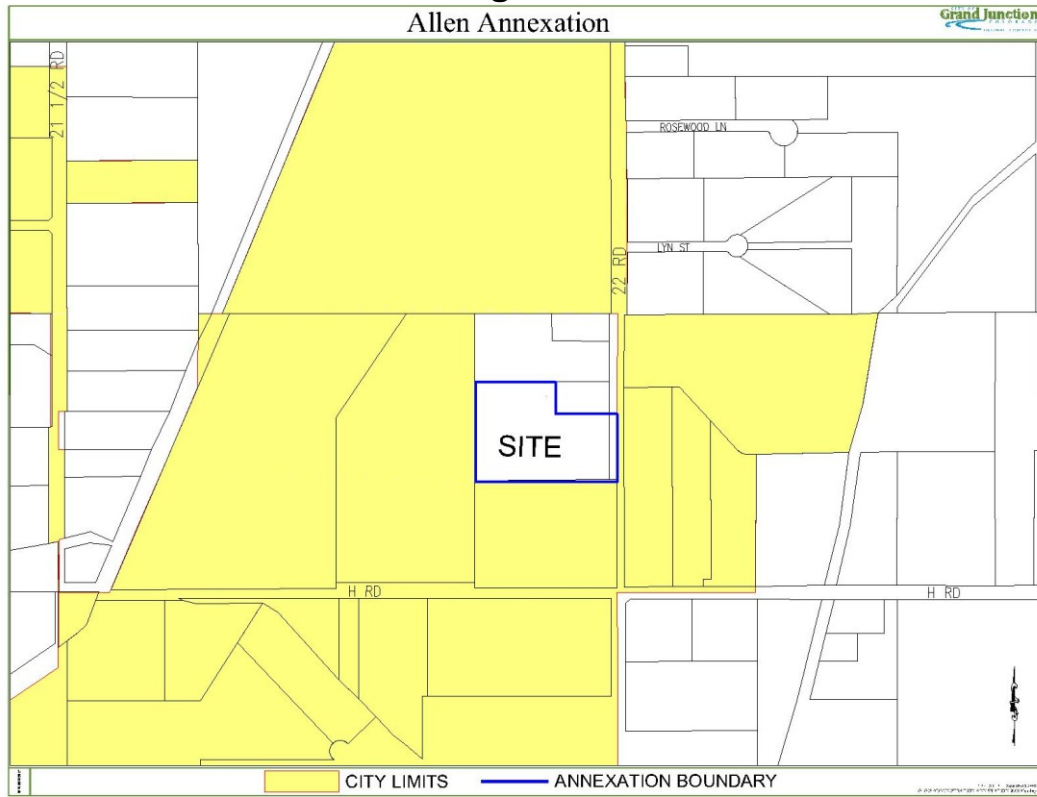 Allen Annexation
Grand Junction
COLORADO
21 1/2 RD
ROSEWOOD LN
LYN ST
22 RD
SITE
H RD
H RD
CITY LIMITS
ANNEXATION BOUNDARY